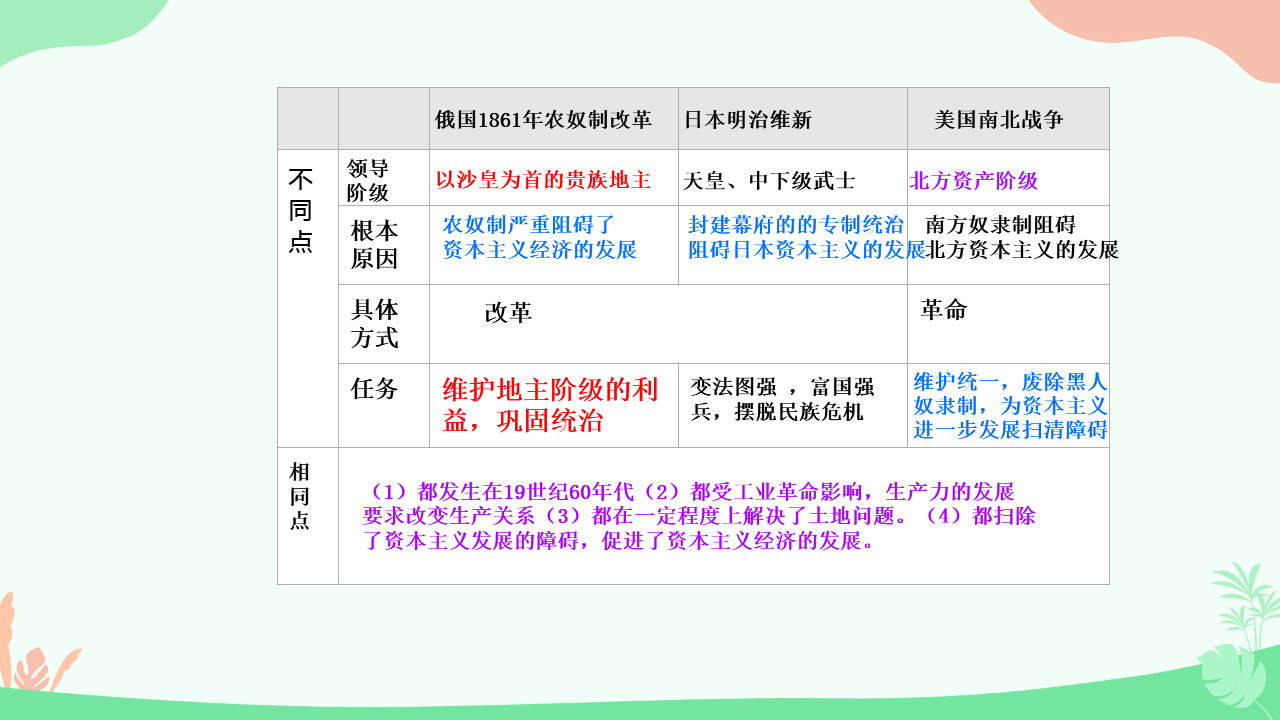 俄国1861年农奴制改革
日本明治维新
美国南北战争
不
同
点
领导
阶级
以沙皇为首的贵族地主
天皇、中下级武士
北方资产阶级
根本
原因
农奴制严重阻碍了
资本主义经济的发展
封建幕府的的专制统治
阻碍日本资本主义的发展
南方奴隶制阻碍
北方资本主义的发展
具体
方式
改革
革命
任务
维护地主阶级的利
益，巩固统治
变法图强 ，富国强
兵，摆脱民族危机
维护统一，废除黑人
奴隶制，为资本主义
进一步发展扫清障碍
相
同
点
（1）都发生在19世纪60年代（2）都受工业革命影响，生产力的发展
要求改变生产关系（3）都在一定程度上解决了土地问题。（4）都扫除
了资本主义发展的障碍，促进了资本主义经济的发展。